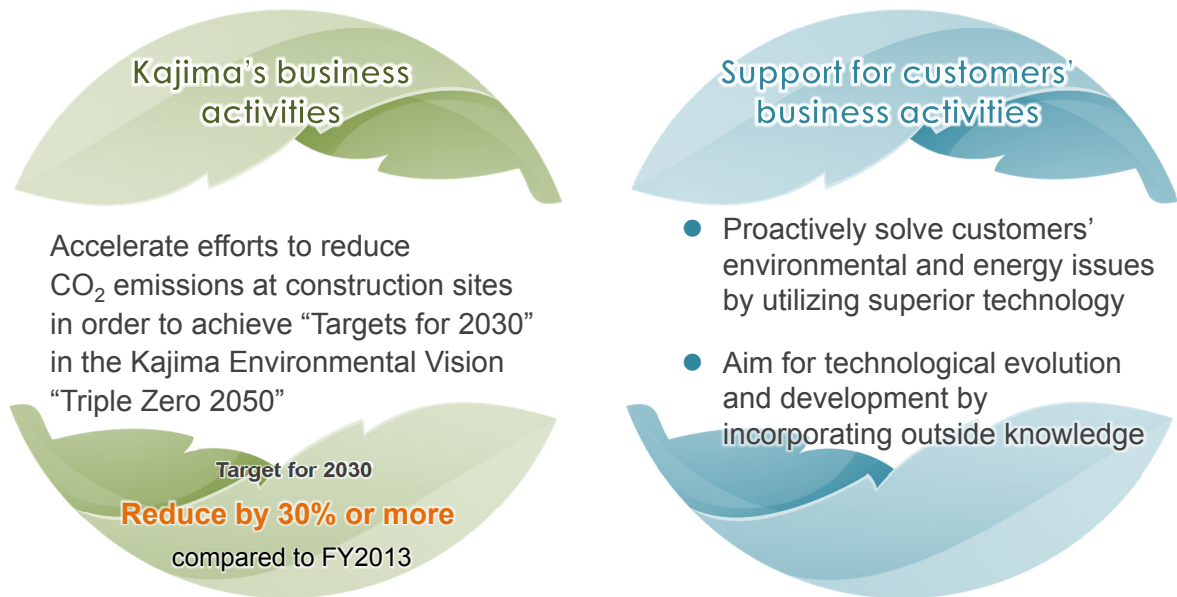 Kajima’s business
activities
Accelerate efforts to reduce
CO₂ emissions at construction sites
in order to achieve “Targets for 2030”
in the Kajima Environmental Vision
“Triple Zero 2050”
Target for 2030
Reduce by 30% or more
compared to FY2013
Support for customers’
business activities
● Proactively solve customers’
environmental and energy issues
by utilizing superior technology
● Aim for technological evolution
and development by
incorporating outside knowledge